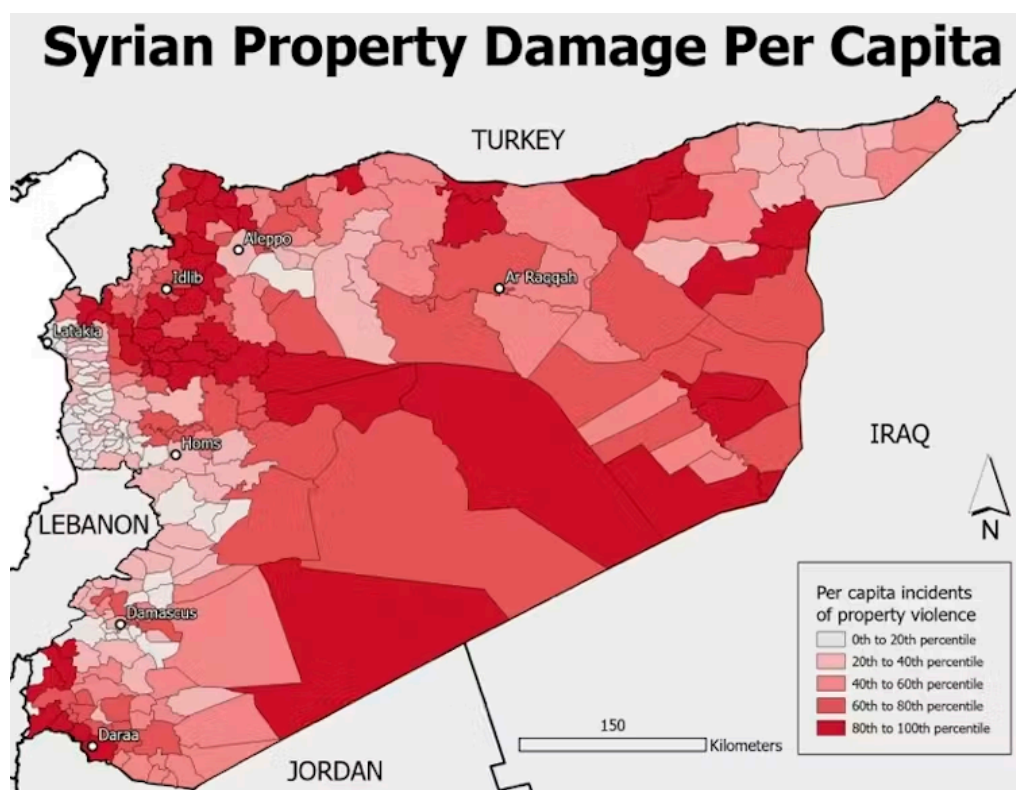 Syrian Property Damage Per Capita
TURKEY
Aleppo
Idlib
Ar Raqqah
Latakia
IRAQ
Homs
LEBANON
N
Damascus
Per capita incidents
of property violence
0th to 20th percentile
20th to 40th percentile
40th to 60th percentile
60th to 80th percentile
80th to 100th percentile
150
Kilometers
Daraa
JORDAN